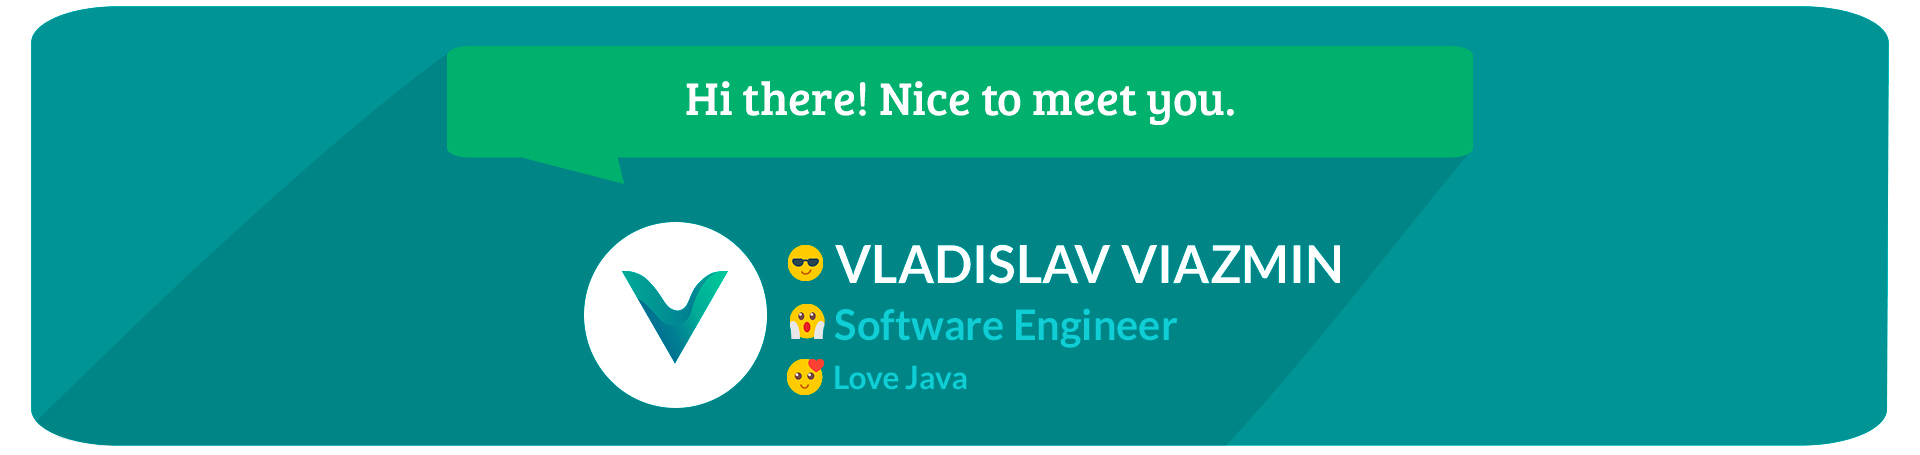 Hi there! Nice to meet you.
VLADISLAV VIAZMIN
Software Engineer
Love Java